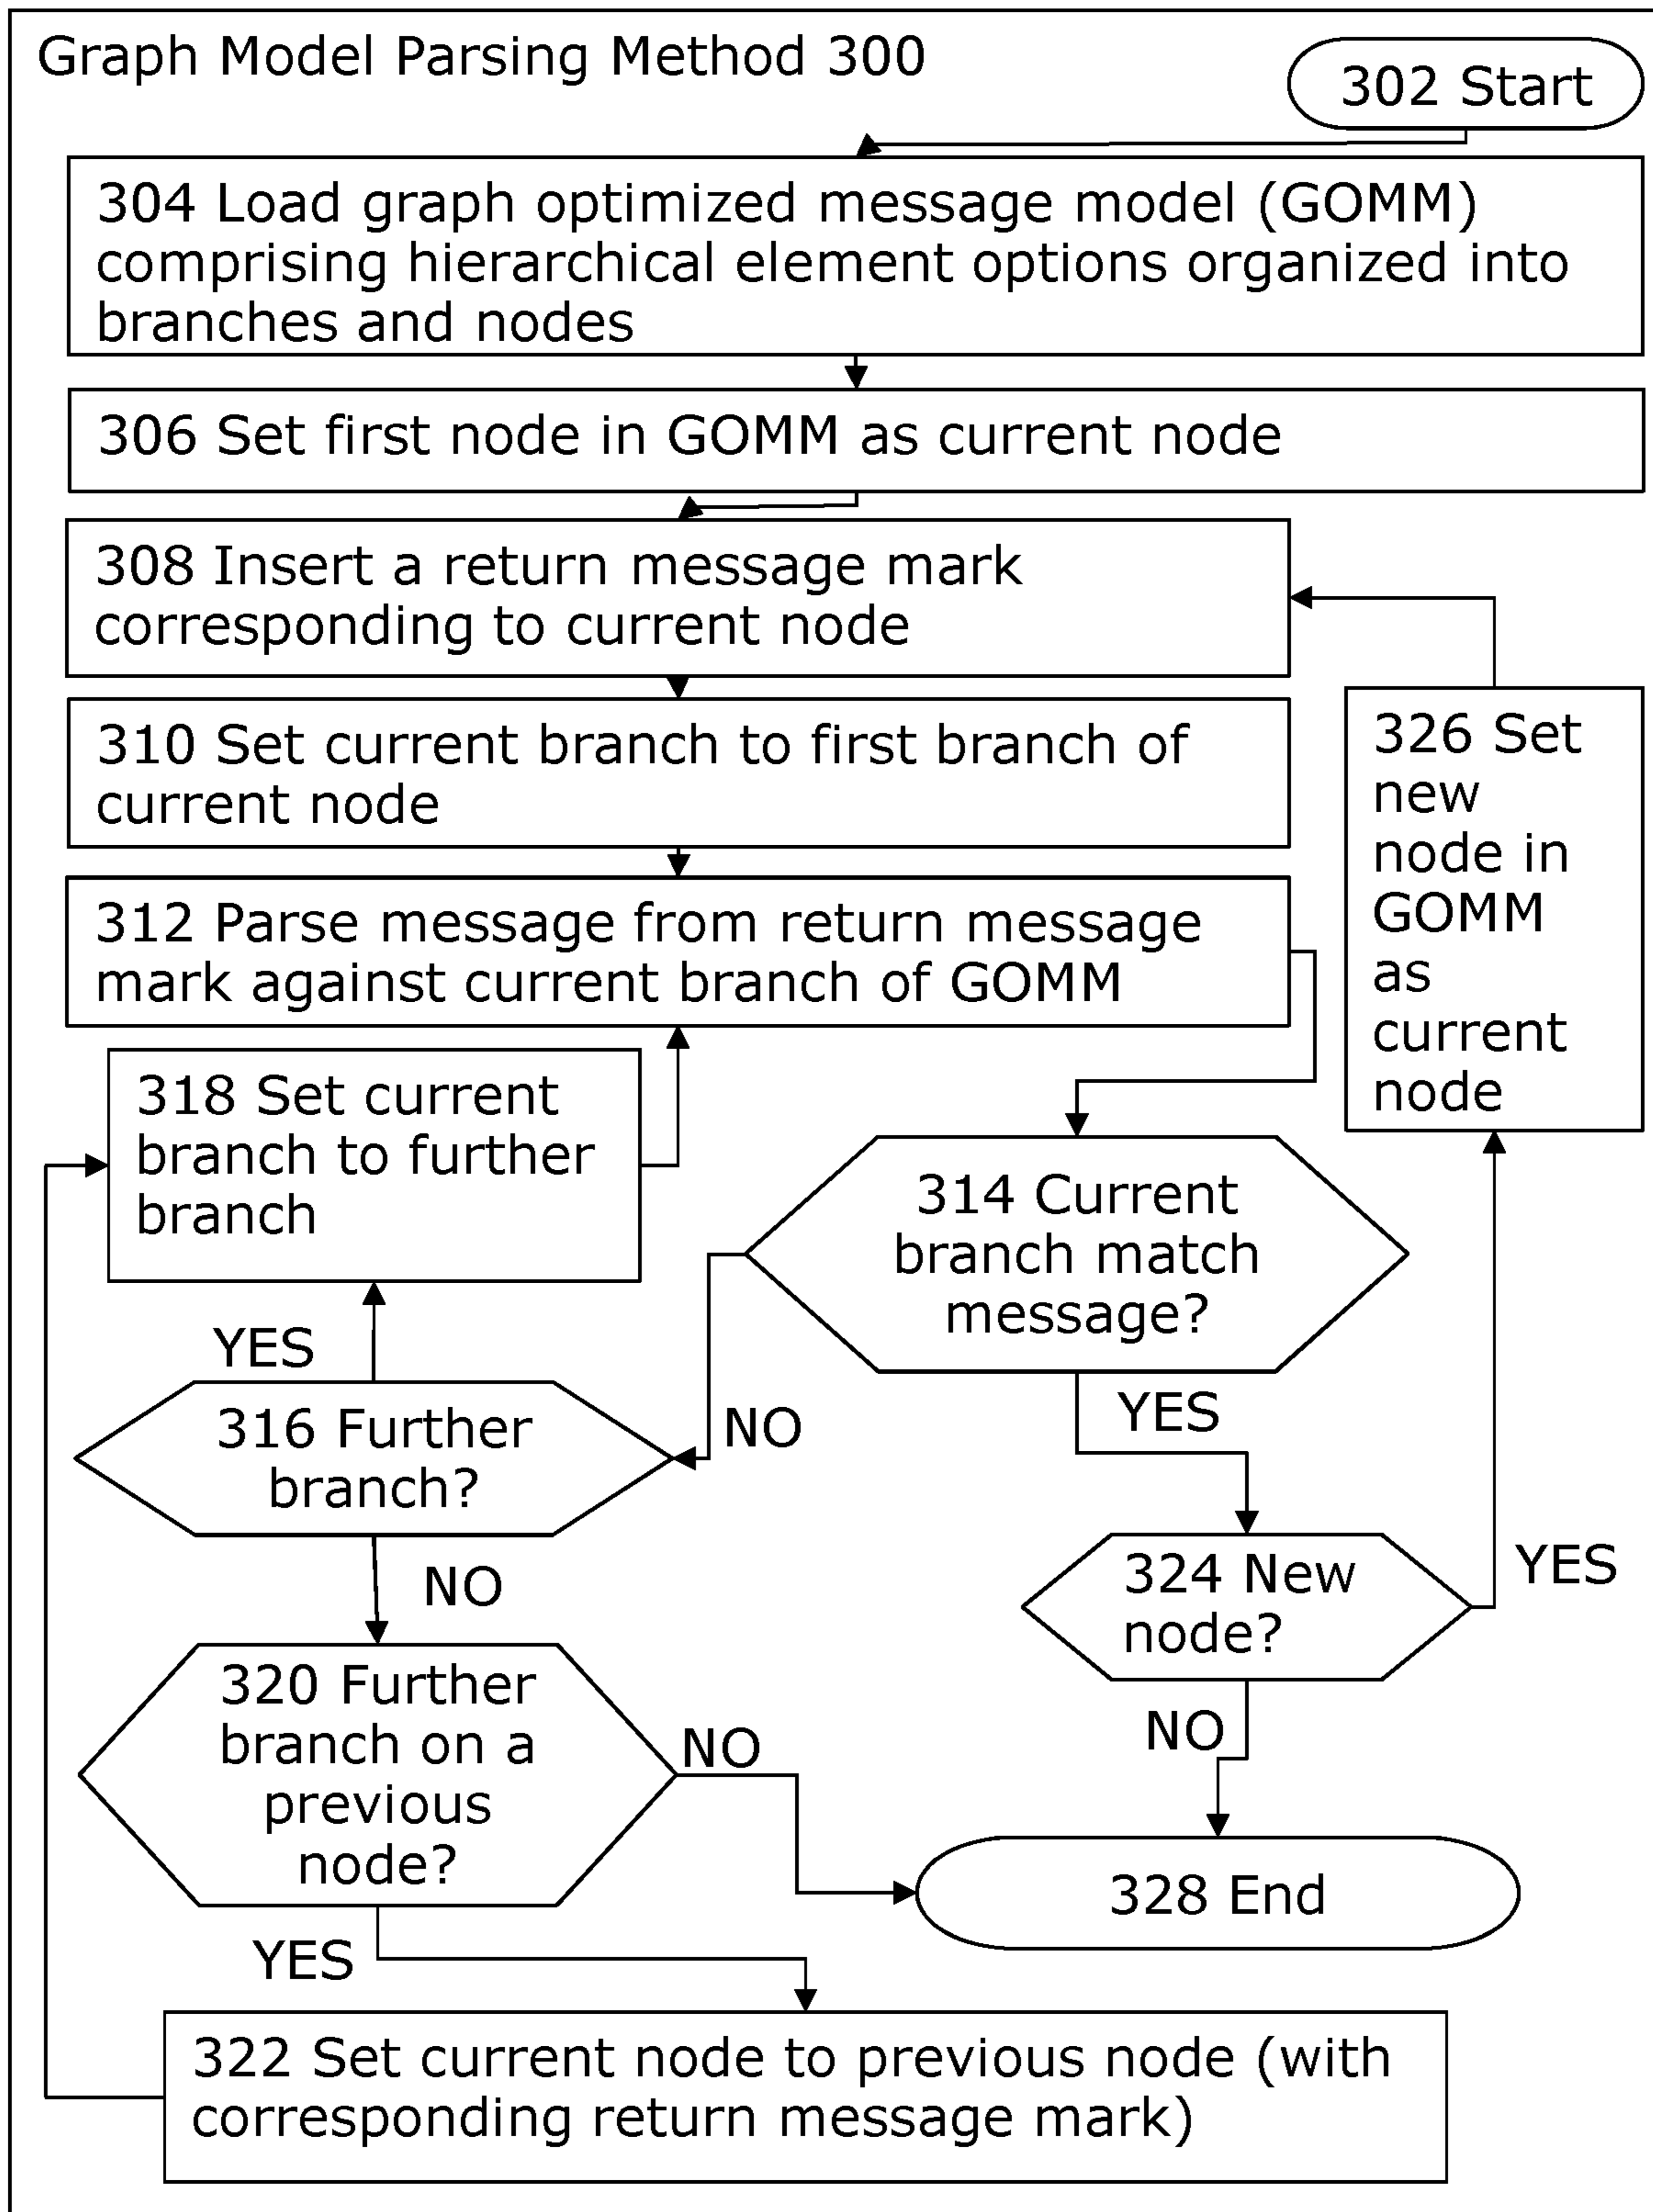 Graph Model Parsing Method 300
302 Start
304 Load graph optimized message model (GOMM)
comprising hierarchical element options organized into
branches and nodes
306 Set first node in GOMM as current node
308 Insert a return message mark
corresponding to current node
310 Set current branch to first branch of
current node
326 Set
new
node in
GOMM
as
current
node
312 Parse message from return message
mark against current branch of GOMM
318 Set current
branch to further
branch
314 Current
branch match
message?
YES
316 Further
branch?
NO
YES
NO
324 New
node?
YES
320 Further
branch on a
previous
node?
NO
NO
328 End
YES
322 Set current node to previous node (with
corresponding return message mark)